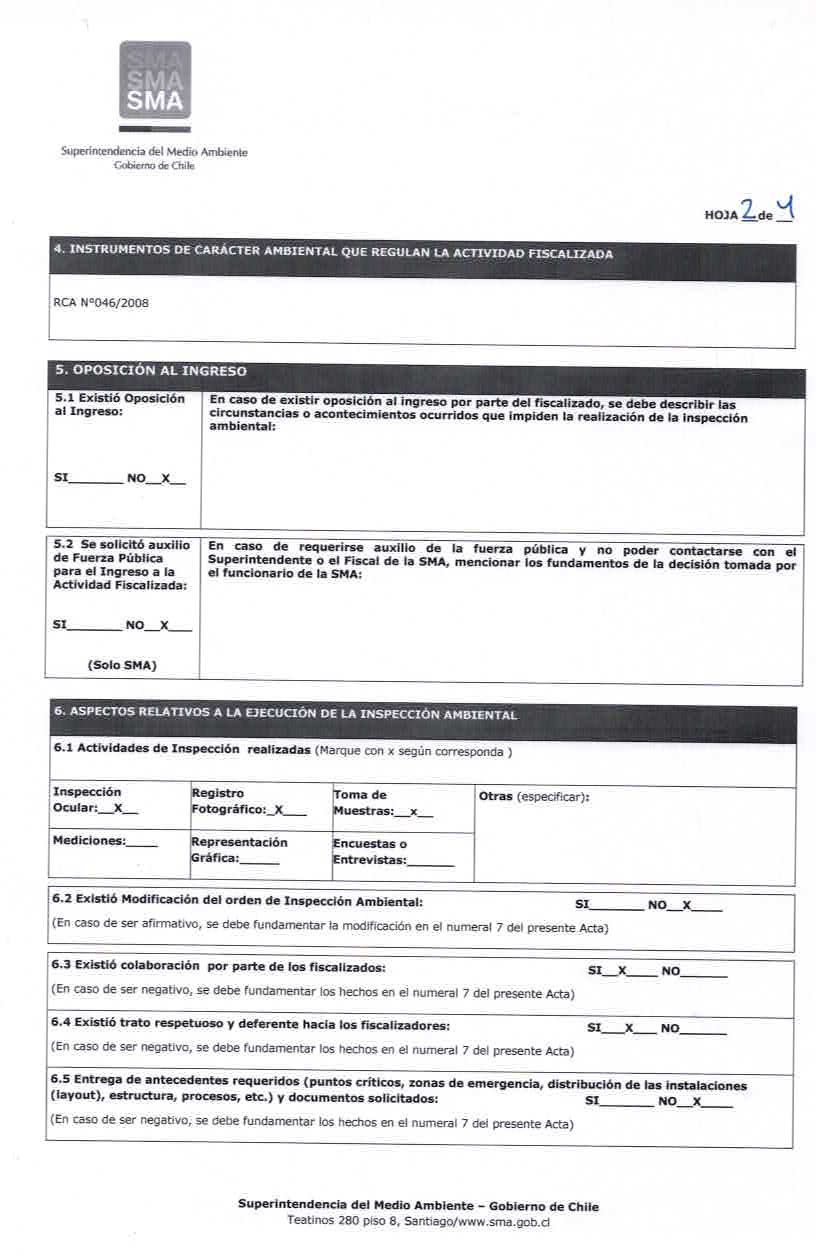 SMA
SMA
SMA
Superintendencia del Medio Ambiente
Gobierno de Chile
HOJA 2 de 4
4. INSTRUMENTOS DE CARÁCTER AMBIENTAL QUE REGULAN LA ACTIVIDAD FISCALIZADA
RCA N°046/2008
5. OPOSICIÓN AL INGRESO
5.1 Existió Oposición
al Ingreso:
SI________ NO__X__
En caso de existir oposición al ingreso por parte del fiscalizado, se debe describir las
circunstancias o acontecimientos ocurridos que impiden la realización de la inspección
ambiental:
5.2 Se solicitó auxilio
de Fuerza Pública
para el Ingreso a la
Actividad Fiscalizada:
SI________ NO__X___
(Solo SMA)
En caso de requerirse auxilio de la fuerza pública y no poder contactarse con el
Superintendente o el Fiscal de la SMA, mencionar los fundamentos de la decisión tomada por
el funcionario de la SMA:
6. ASPECTOS RELATIVOS A LA EJECUCIÓN DE LA INSPECCIÓN AMBIENTAL
6.1 Actividades de Inspección realizadas (Marque con x según corresponda )
Inspección
Ocular:__X__
Registro
Fotográfico:_X___
Toma de
Muestras:__x__
Otras (especificar):
Mediciones:____
Representación
Gráfica:_____
Encuestas o
Entrevistas:______
6.2 Existió Modificación del orden de Inspección Ambiental: SI_______ NO__X____
(En caso de ser afirmativo, se debe fundamentar la modificación en el numeral 7 del presente Acta)
6.3 Existió colaboración por parte de los fiscalizados: SI__X____ NO______
(En caso de ser negativo, se debe fundamentar los hechos en el numeral 7 del presente Acta)
6.4 Existió trato respetuoso y deferente hacia los fiscalizadores: SI___X___ NO______
(En caso de ser negativo, se debe fundamentar los hechos en el numeral 7 del presente Acta)
6.5 Entrega de antecedentes requeridos (puntos críticos, zonas de emergencia, distribución de las instalaciones
(layout), estructura, procesos, etc.) y documentos solicitados: SI_______ NO__X____
(En caso de ser negativo, se debe fundamentar los hechos en el numeral 7 del presente Acta)
Superintendencia del Medio Ambiente – Gobierno de Chile
Teatinos 280 piso 8, Santiago/www.sma.gob.cl